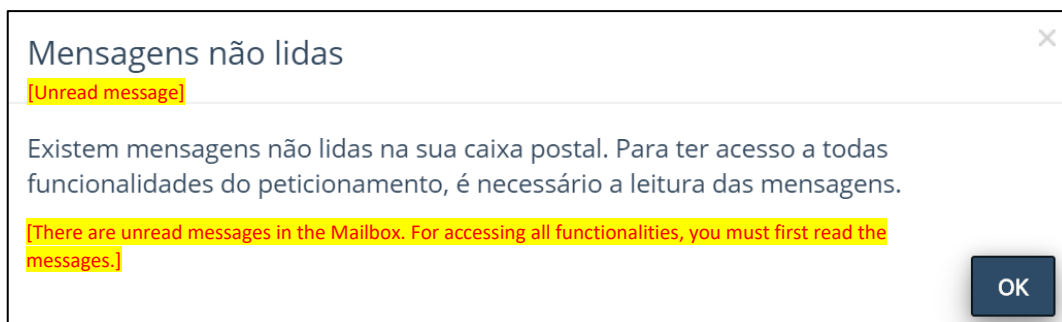 Mensagens não lidas
×
[Unread message]
Existem mensagens não lidas na sua caixa postal. Para ter acesso a todas
funcionalidades do peticionamento, é necessário a leitura das mensagens.
[There are unread messages in the Mailbox. For accessing all functionalities, you must first read the
messages.]
OK